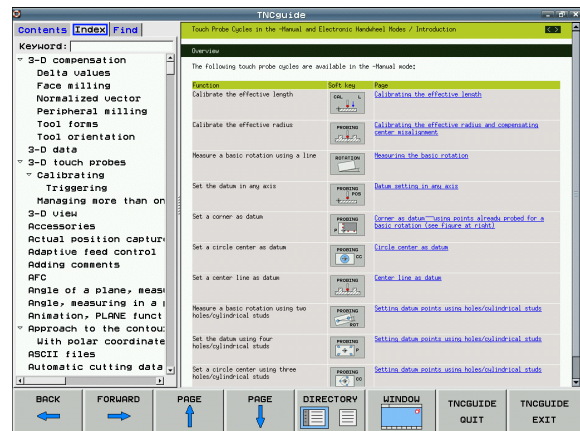 TNCguide
Contents Index Find
Keyword:
3-D compensation
Delta values
Face milling
Normalized vector
Peripheral milling
Tool forms
Tool orientation
3-D data
3-D touch probes
Calibrating
Triggering
Managing more than on
3-D view
Accessories
Actual position captur
Adaptive feed control
Adding comments
AFC
Angle of a plane, meas
Angle, measuring in a
Animation, PLANE funct
Approach to the contou
With polar coordinate
ASCII files
Automatic cutting data
Touch Probe Cycles in the -Manual and Electronic Handwheel Modes / Introduction
Overview
The following touch probe cycles are available in the -Manual mode:
Function Soft key Page
Calibrate the effective length
CAL L
Calibrating the effective length
Calibrate the effective radius
PROBING
Calibrating the effective radius and compensating
center misalignment
Measure a basic rotation using a line
ROTATION
Measuring the basic rotation
Set the datum in any axis
PROBING
POS
Datum setting in any axis
Set a corner as datum
PROBING
P
Corner as datum—using points already probed for a
basic rotation (see figure at right)
Set a circle center as datum
PROBING
CC
Circle center as datum
Set a center line as datum
PROBING
Center line as datum
Measure a basic rotation using two
holes/cylindrical studs
PROBING
ROT
Setting datum points using holes/cylindrical studs
Set the datum using four
holes/cylindrical studs
PROBING
P
Setting datum points using holes/cylindrical studs
Set a circle center using three
holes/cylindrical studs
PROBING
CC
Setting datum points using holes/cylindrical studs
BACK FORWARD PAGE PAGE DIRECTORY WINDOW TNCGUIDE TNCGUIDE
QUIT EXIT